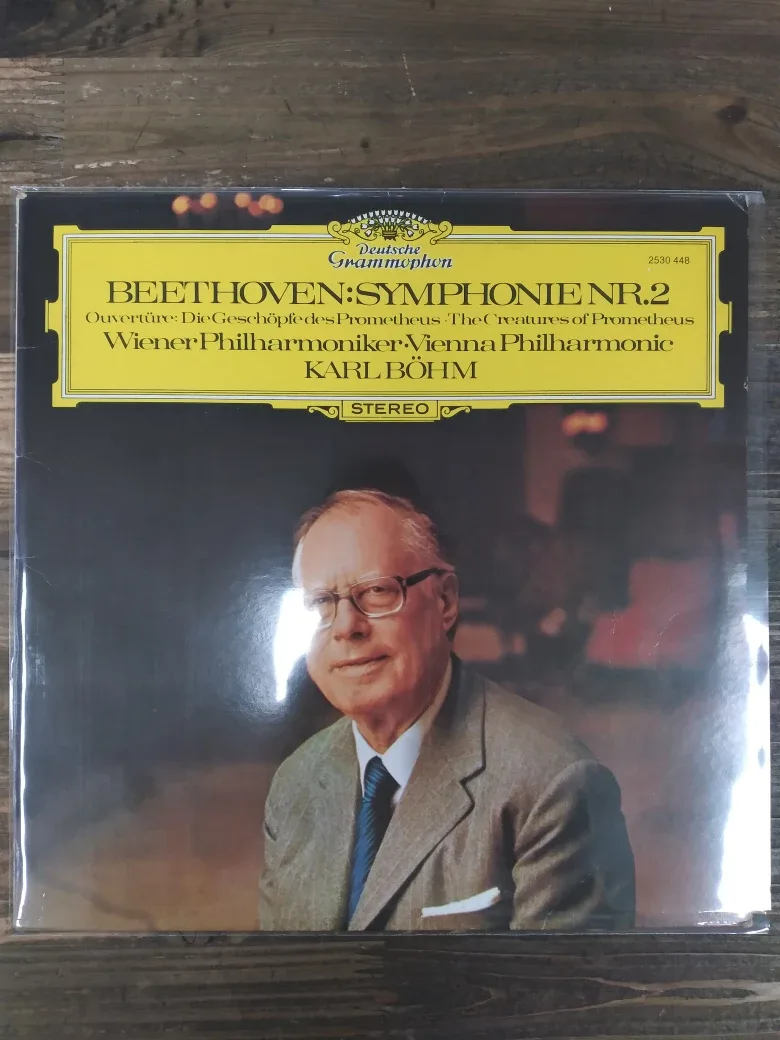 Deutsche
Grammophon
2530 448
BEETHOVEN:SYMPHONIE NR.2
Ouvertüre: Die Geschöpfe des Prometheus · The Creatures of Prometheus
Wiener Philharmoniker·Vienna Philharmonic
KARL BÖHM
STEREO